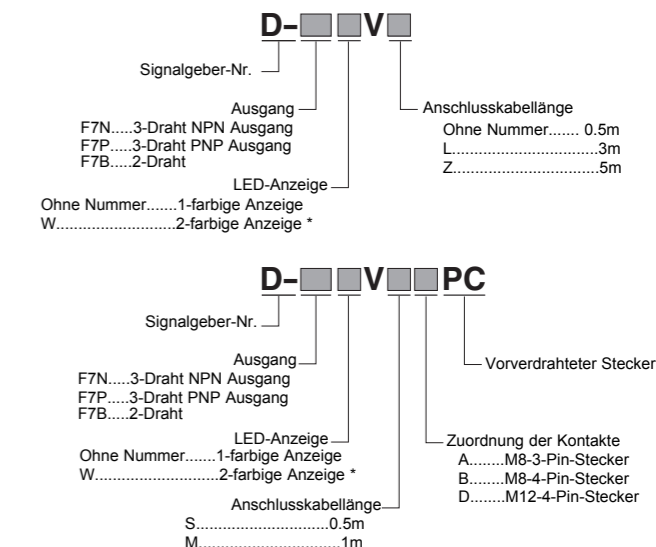 D-■■V■
Signalgeber-Nr.
Ausgang
F7N.....3-Draht NPN Ausgang
F7P.....3-Draht PNP Ausgang
F7B.....2-Draht
LED-Anzeige
Ohne Nummer.......1-farbige Anzeige
W...........................2-farbige Anzeige *
Anschlusskabellänge
Ohne Nummer....... 0.5m
L.................................3m
Z................................5m
D-■■V■■PC
Signalgeber-Nr.
Ausgang
F7N.....3-Draht NPN Ausgang
F7P.....3-Draht PNP Ausgang
F7B.....2-Draht
LED-Anzeige
Ohne Nummer.......1-farbige Anzeige
W............................2-farbige Anzeige *
Anschlusskabellänge
S..............................0.5m
M................................1m
Vorverdrahteter Stecker
Zuordnung der Kontakte
A........M8-3-Pin-Stecker
B........M8-4-Pin-Stecker
D........M12-4-Pin-Stecker